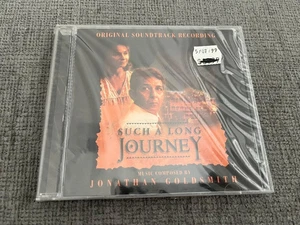 ORIGINAL SOUNDTRACK RECORDING
SUCH A LONG
JOURNEY
MUSIC COMPOSED BY
JONATHAN GOLDSMITH